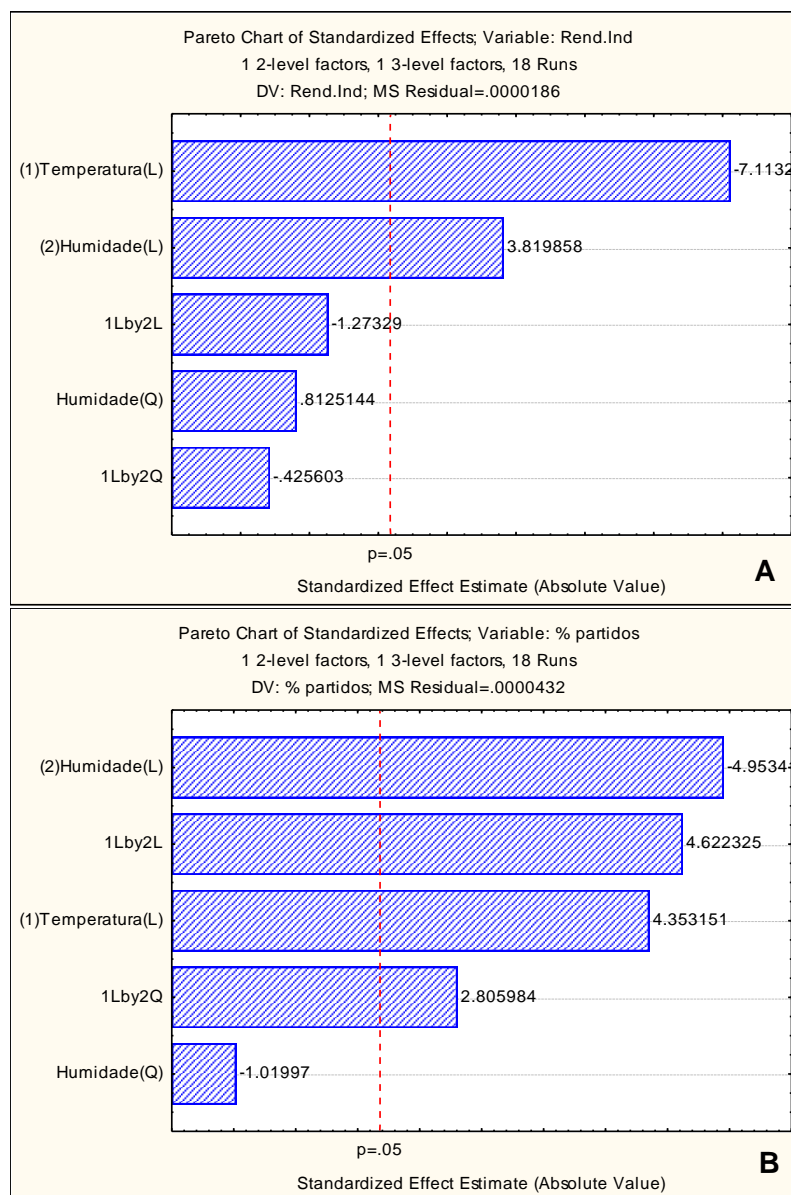 Pareto Chart of Standardized Effects; Variable: Rend.Ind
1 2-level factors, 1 3-level factors, 18 Runs
DV: Rend.Ind; MS Residual=.0000186
(1)Temperatura(L)
-7.1132
(2)Humidade(L)
3.819858
1Lby2L
-1.27329
Humidade(Q)
.8125144
1Lby2Q
-.425603
p=.05
Standardized Effect Estimate (Absolute Value)
A
Pareto Chart of Standardized Effects; Variable: % partidos
1 2-level factors, 1 3-level factors, 18 Runs
DV: % partidos; MS Residual=.0000432
(2)Humidade(L)
-4.9534
1Lby2L
4.622325
(1)Temperatura(L)
4.353151
1Lby2Q
2.805984
Humidade(Q)
-1.01997
p=.05
Standardized Effect Estimate (Absolute Value)
B